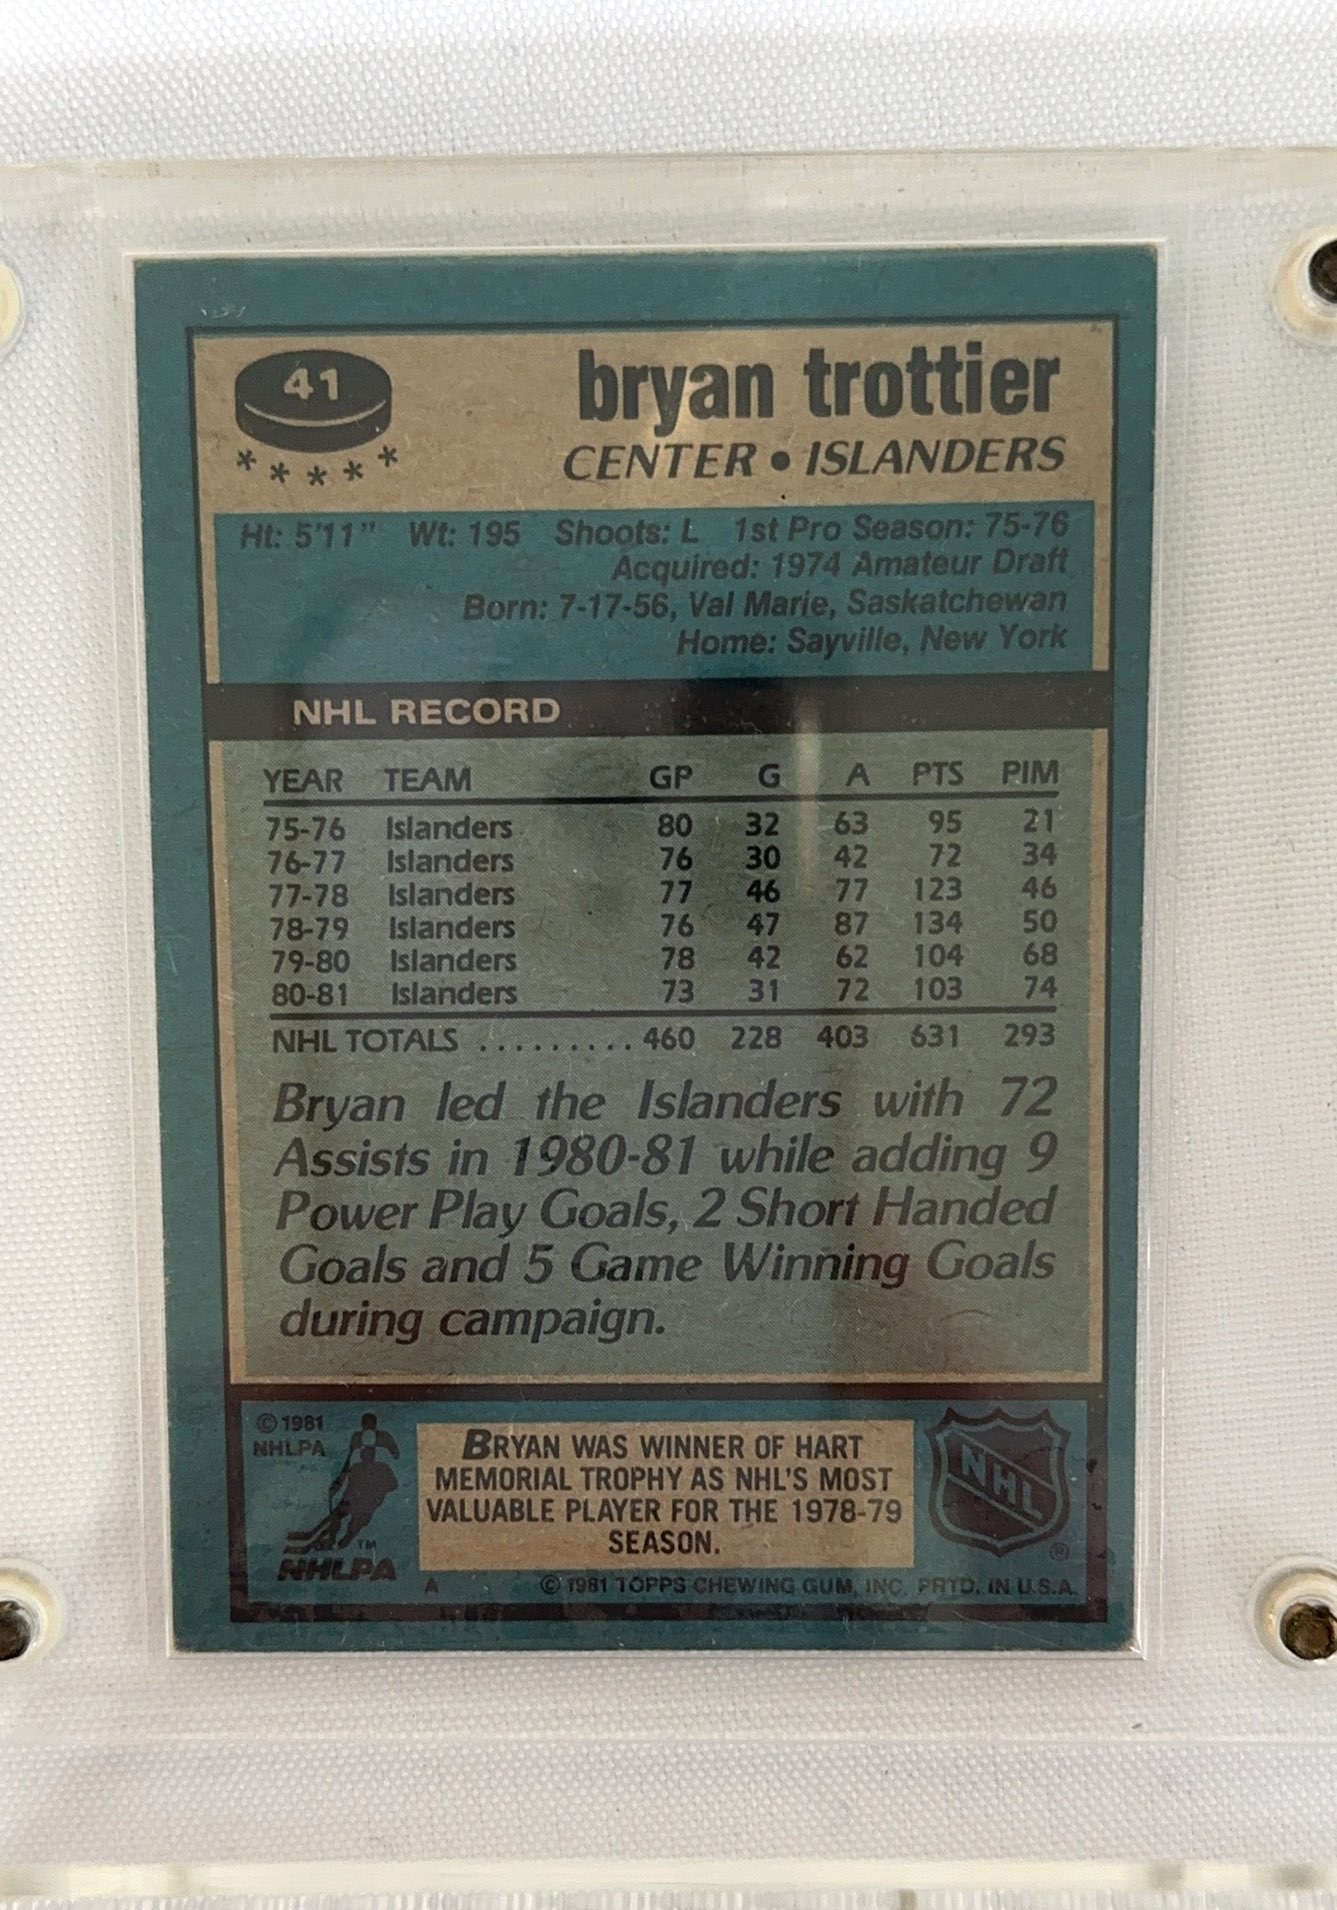 41
* * * * *
bryan trottier
CENTER • ISLANDERS
Ht: 5'11" Wt: 195 Shoots: L 1st Pro Season: 75-76
Acquired: 1974 Amateur Draft
Born: 7-17-56, Val Marie, Saskatchewan
Home: Sayville, New York
NHL RECORD
YEAR TEAM GP G A PTS PIM
75-76 Islanders 80 32 63 95 21
76-77 Islanders 76 30 42 72 34
77-78 Islanders 77 46 77 123 46
78-79 Islanders 76 47 87 134 50
79-80 Islanders 78 42 62 104 68
80-81 Islanders 73 31 72 103 74
NHL TOTALS ......... 460 228 403 631 293
Bryan led the Islanders with 72
Assists in 1980-81 while adding 9
Power Play Goals, 2 Short Handed
Goals and 5 Game Winning Goals
during campaign.
© 1981
NHLPA
TM
NHLPA
BRYAN WAS WINNER OF HART
MEMORIAL TROPHY AS NHL'S MOST
VALUABLE PLAYER FOR THE 1978-79
SEASON.
NHL
®
A © 1981 TOPPS CHEWING GUM, INC. PRTD. IN U.S.A.